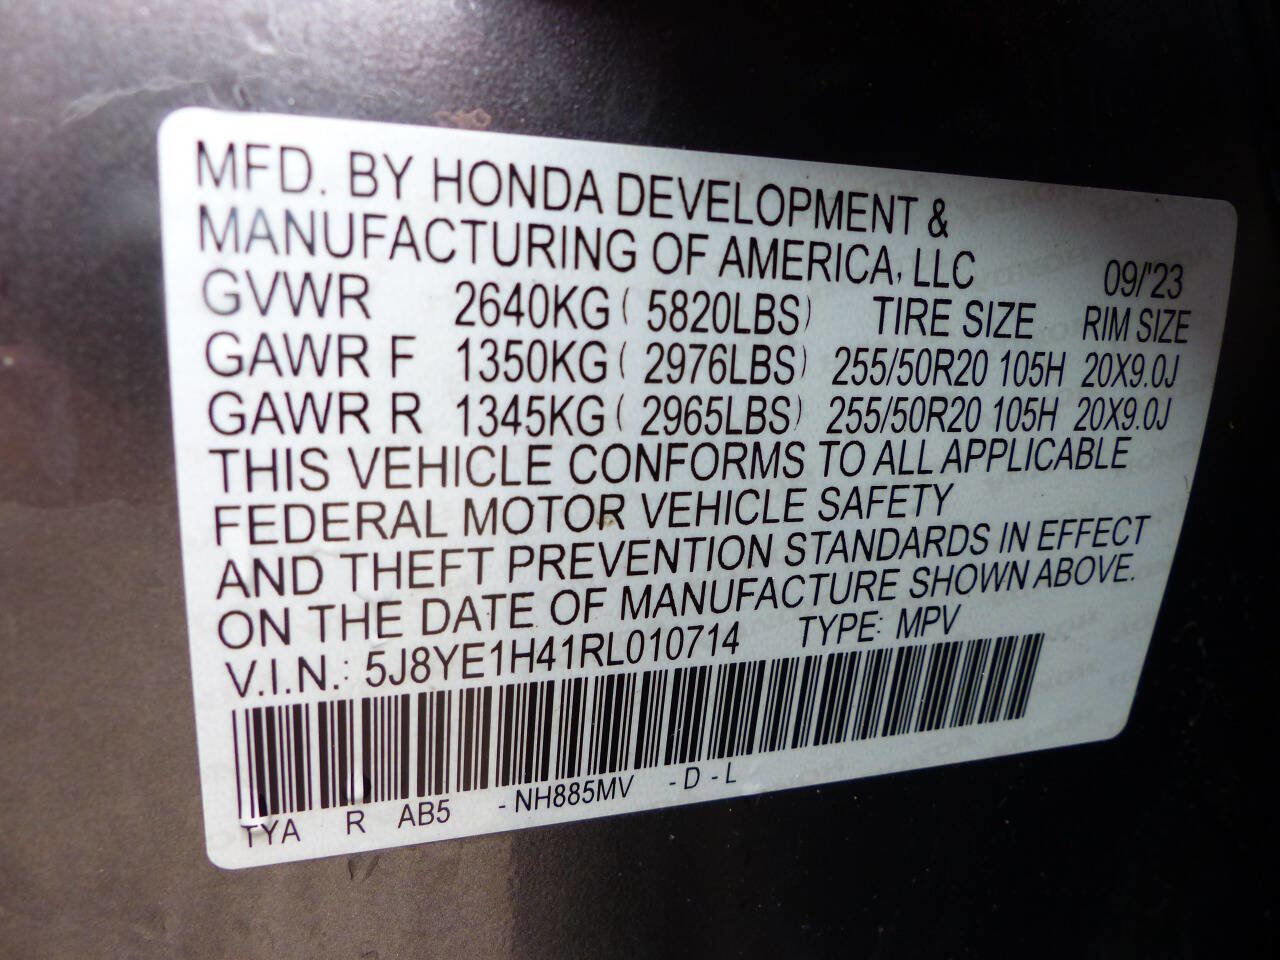 MFD. BY HONDA DEVELOPMENT &
MANUFACTURING OF AMERICA, LLC 09/'23
GVWR 2640KG ( 5820LBS) TIRE SIZE RIM SIZE
GAWR F 1350KG ( 2976LBS) 255/50R20 105H 20X9.0J
GAWR R 1345KG ( 2965LBS) 255/50R20 105H 20X9.0J
THIS VEHICLE CONFORMS TO ALL APPLICABLE
FEDERAL MOTOR VEHICLE SAFETY
AND THEFT PREVENTION STANDARDS IN EFFECT
ON THE DATE OF MANUFACTURE SHOWN ABOVE.
V.I.N.: 5J8YE1H41RL010714 TYPE: MPV
TYA R AB5 - NH885MV - D - L